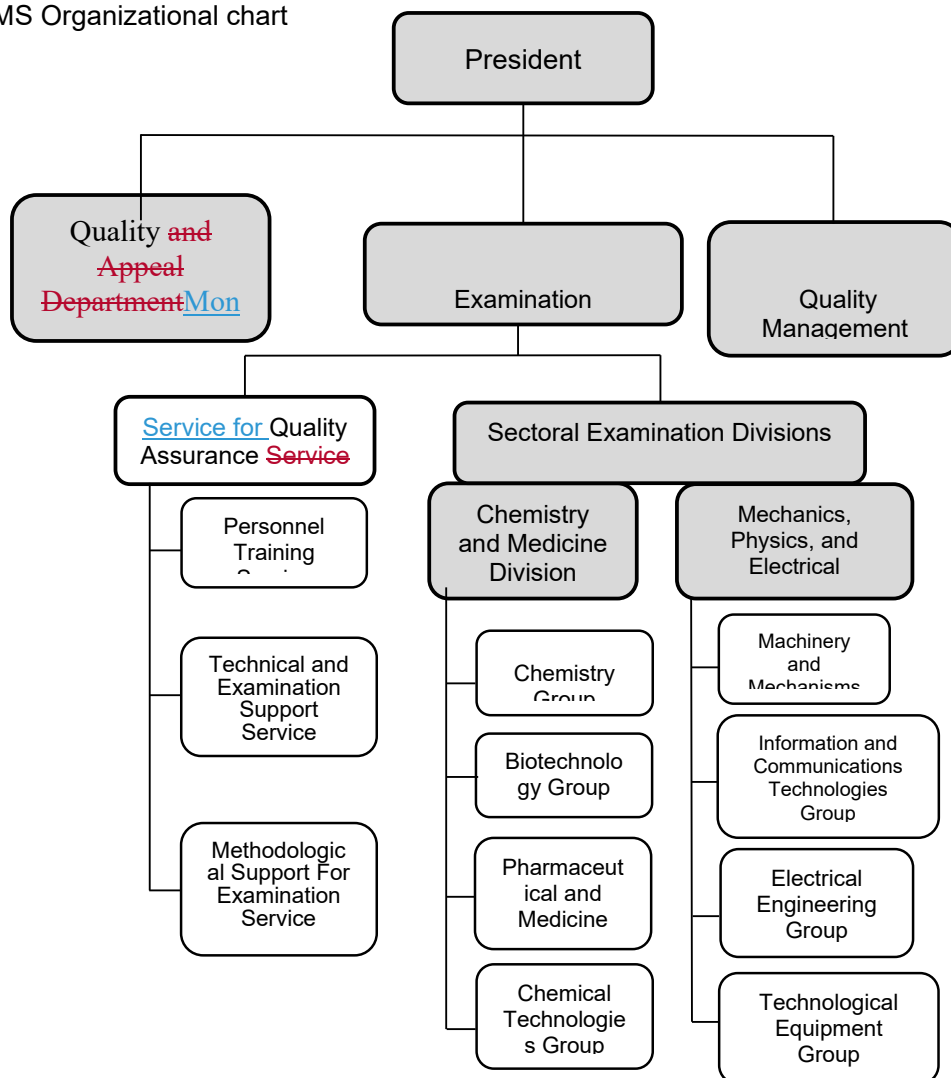 MS Organizational chart
President
Quality and
Appeal
DepartmentMon
Examination
Quality
Management
Service for Quality
Assurance Service
Sectoral Examination Divisions
Personnel
Training
Technical and
Examination
Support
Service
Methodologic
al Support For
Examination
Service
Chemistry
and Medicine
Division
Mechanics,
Physics, and
Electrical
Chemistry
Group
Biotechnolo
gy Group
Pharmaceut
ical and
Medicine
Chemical
Technologie
s Group
Machinery
and
Mechanisms
Information and
Communications
Technologies
Group
Electrical
Engineering
Group
Technological
Equipment
Group